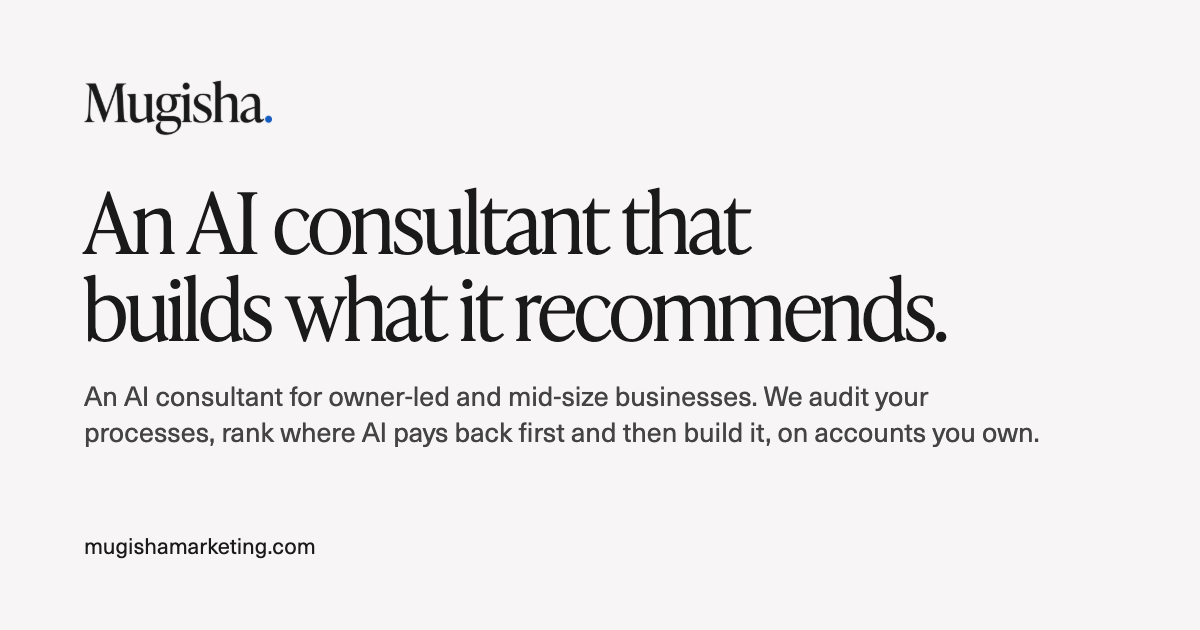 Mugisha.
An AI consultant that
builds what it recommends.
An AI consultant for owner-led and mid-size businesses. We audit your
processes, rank where AI pays back first and then build it, on accounts you own.
mugishamarketing.com